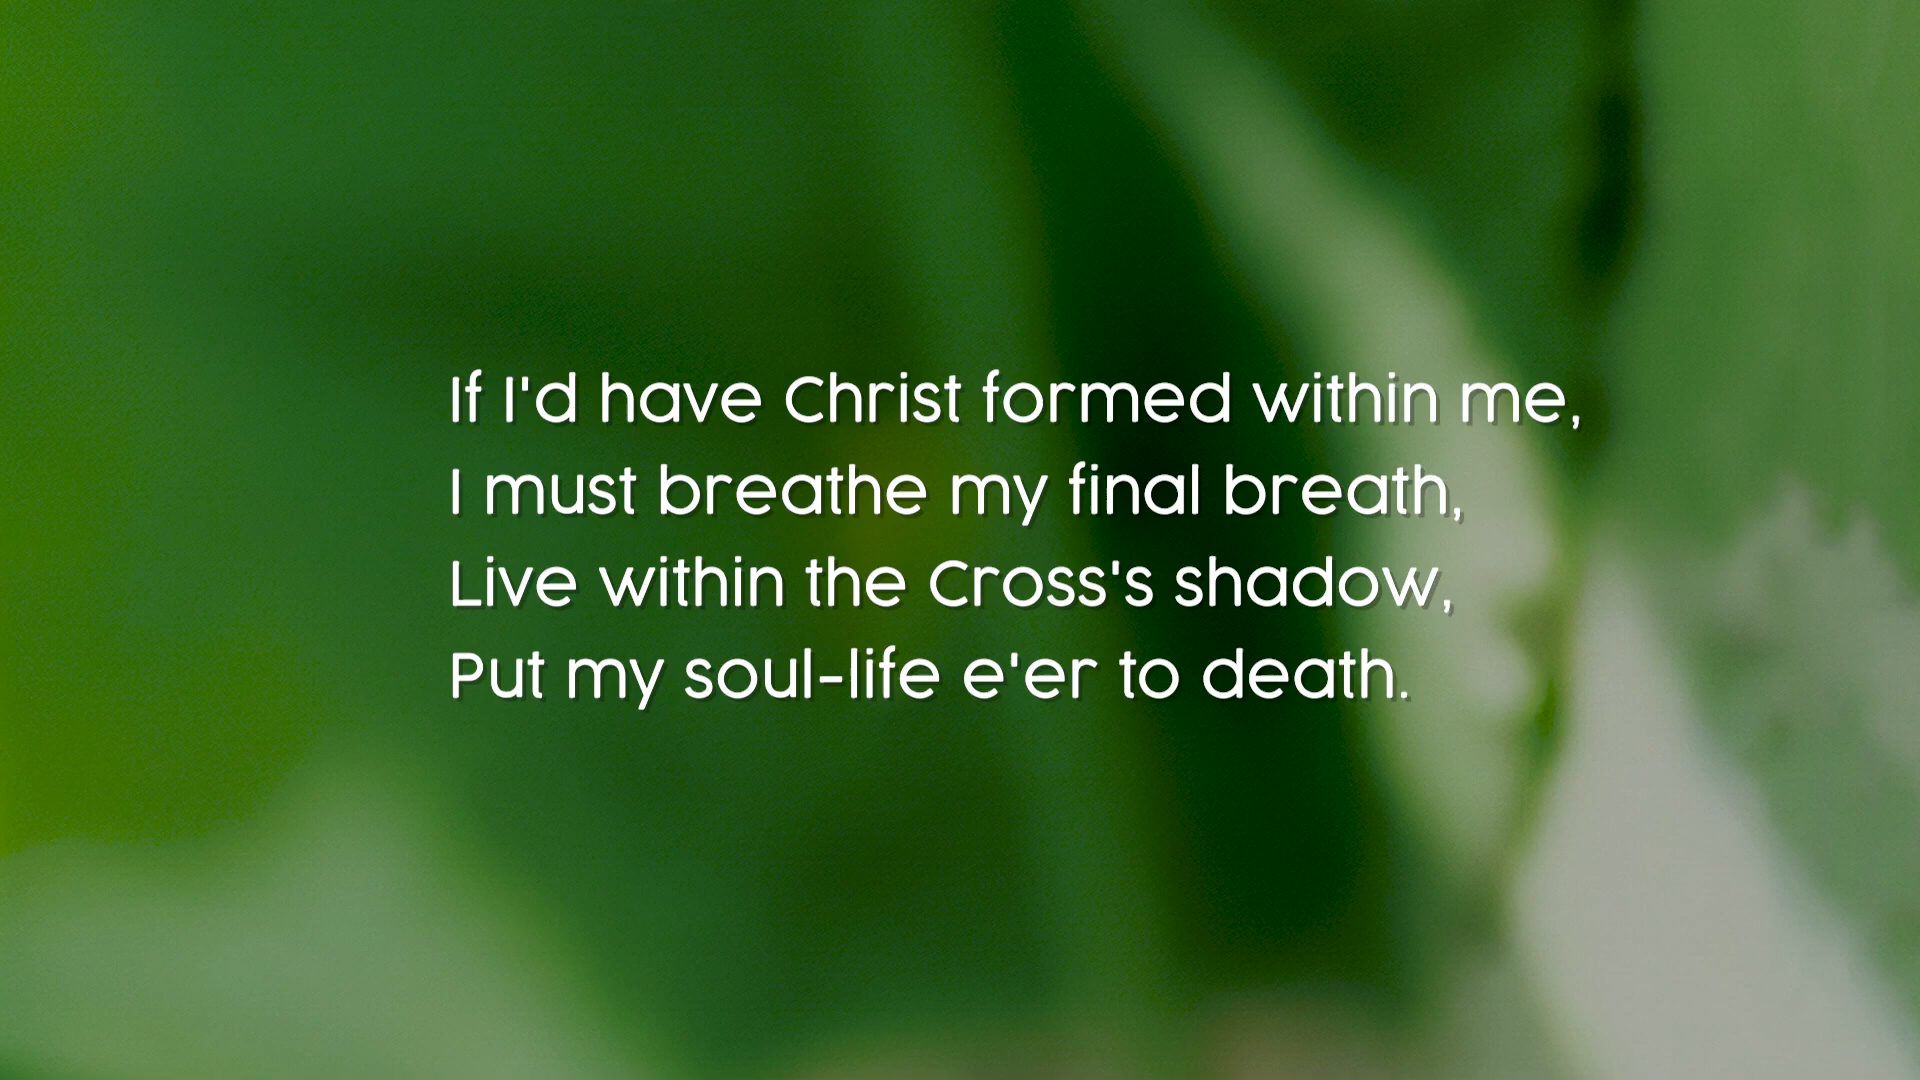 If I'd have Christ formed within me,
I must breathe my final breath,
Live within the Cross's shadow,
Put my soul-life e'er to death.